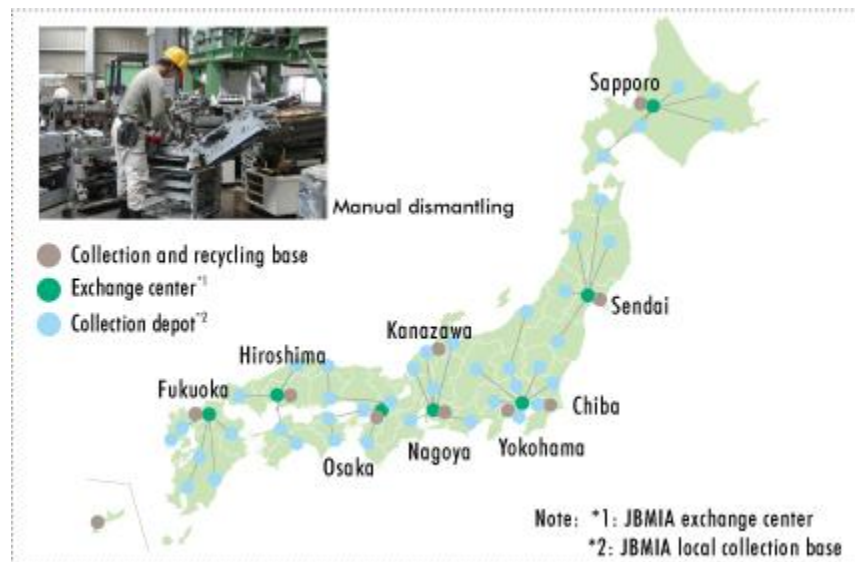 Manual dismantling
Collection and recycling base
Exchange center*1
Collection depot*2
Sapporo
Sendai
Kanazawa
Hiroshima
Fukuoka
Chiba
Osaka
Nagoya
Yokohama
Note: *1: JBMIA exchange center
*2: JBMIA local collection base